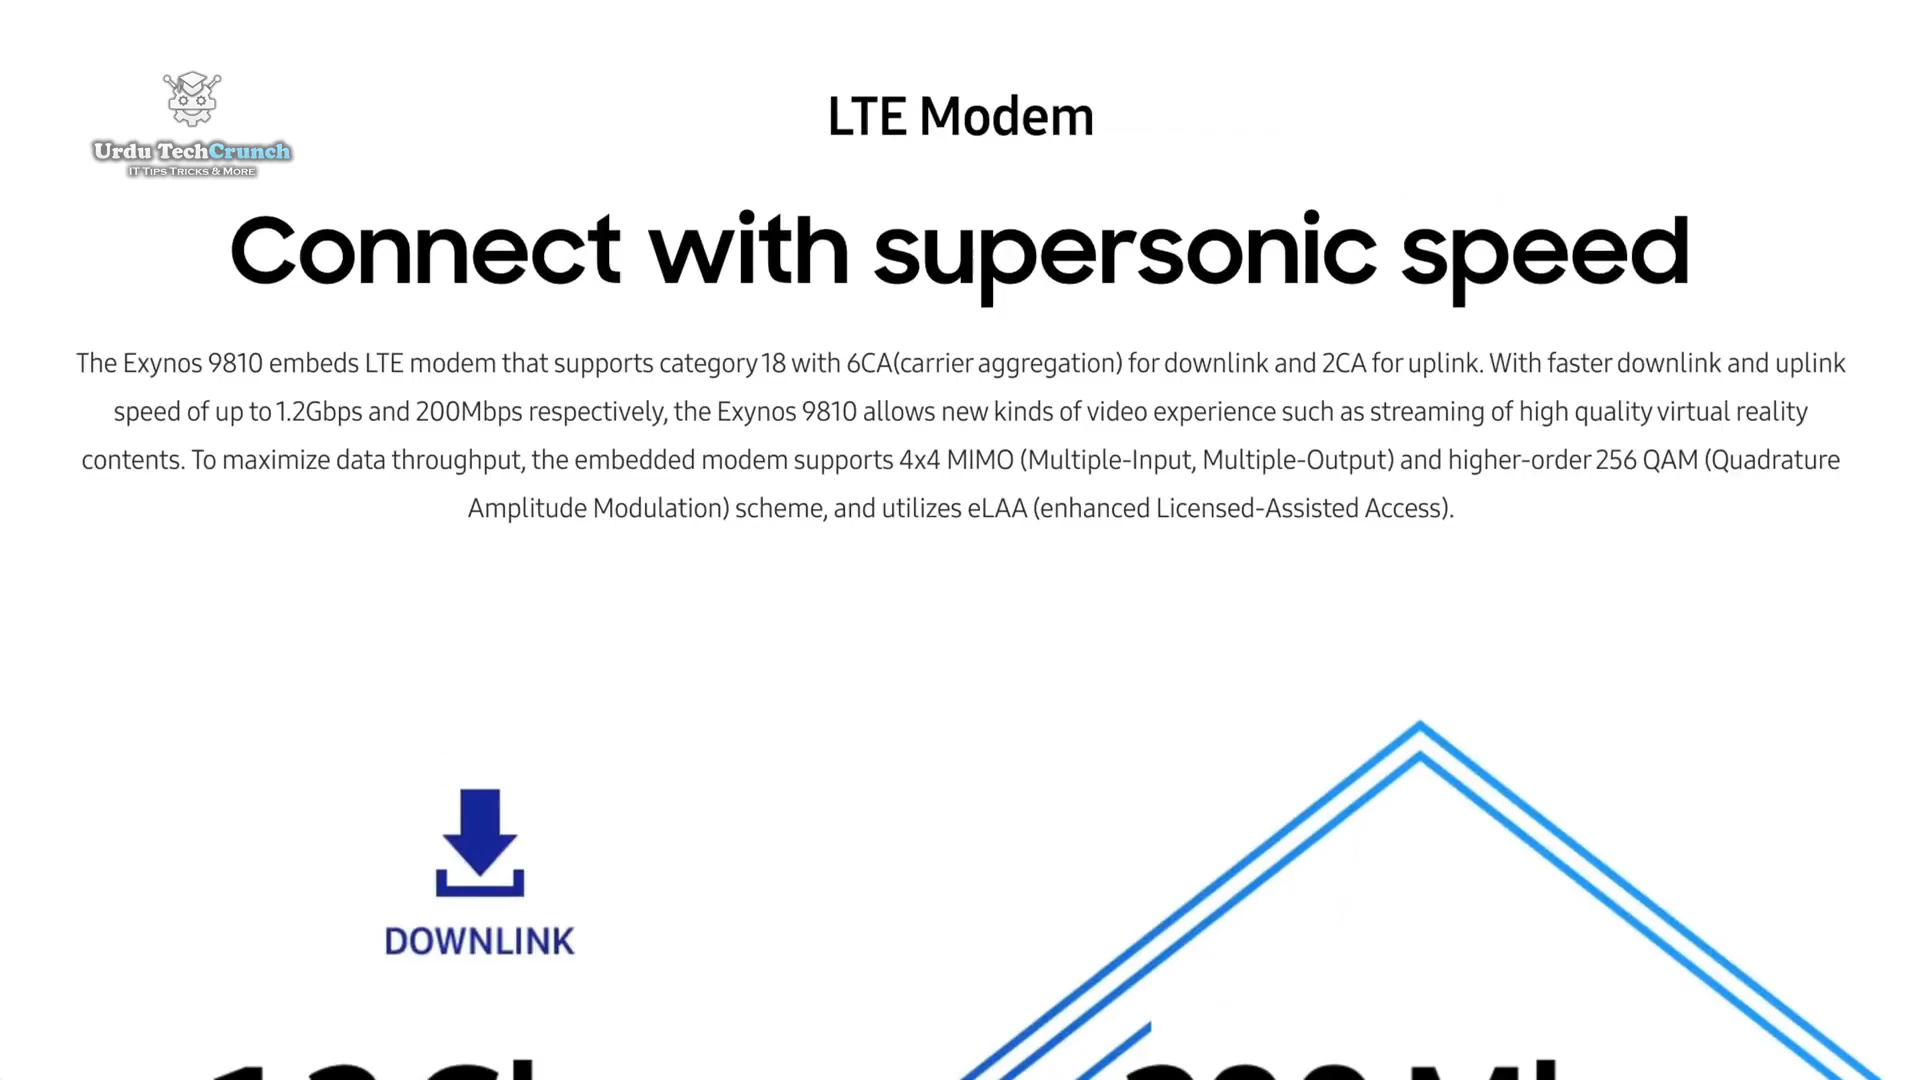 Urdu TechCrunch
IT Tips Tricks & More
LTE Modem
Connect with supersonic speed
The Exynos 9810 embeds LTE modem that supports category 18 with 6CA(carrier aggregation) for downlink and 2CA for uplink. With faster downlink and uplink
speed of up to 1.2Gbps and 200Mbps respectively, the Exynos 9810 allows new kinds of video experience such as streaming of high quality virtual reality
contents. To maximize data throughput, the embedded modem supports 4x4 MIMO (Multiple-Input, Multiple-Output) and higher-order 256 QAM (Quadrature
Amplitude Modulation) scheme, and utilizes eLAA (enhanced Licensed-Assisted Access).
DOWNLINK